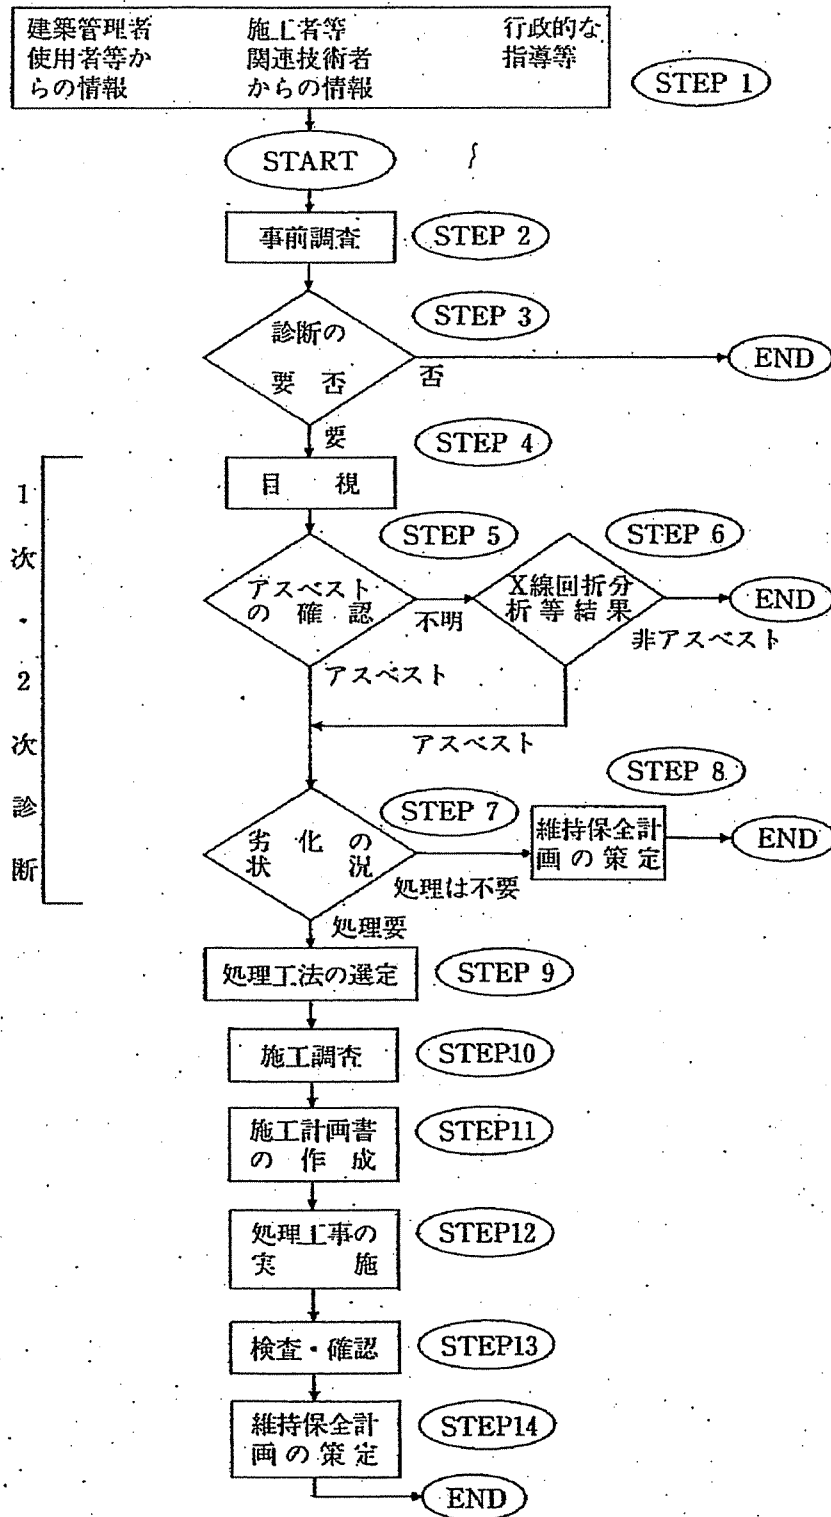 建築管理者
使用者等か
らの情報
施工者等
関連技術者
からの情報
行政的な
指導等
STEP 1
START
事前調査
STEP 2
診断の
要否
STEP 3
否
END
要
STEP 4
目視
1次・2次診断
STEP 5
STEP 6
アスベスト
の確認
不明
X線回折分
析等結果
END
非アスベスト
アスベスト
アスベスト
STEP 8
STEP 7
劣化の
状況
維持保全計
画の策定
END
処理は不要
処理要
処理工法の選定
STEP 9
施工調査
STEP10
施工計画書
の作成
STEP11
処理工事の
実施
STEP12
検査・確認
STEP13
維持保全計
画の策定
STEP14
END